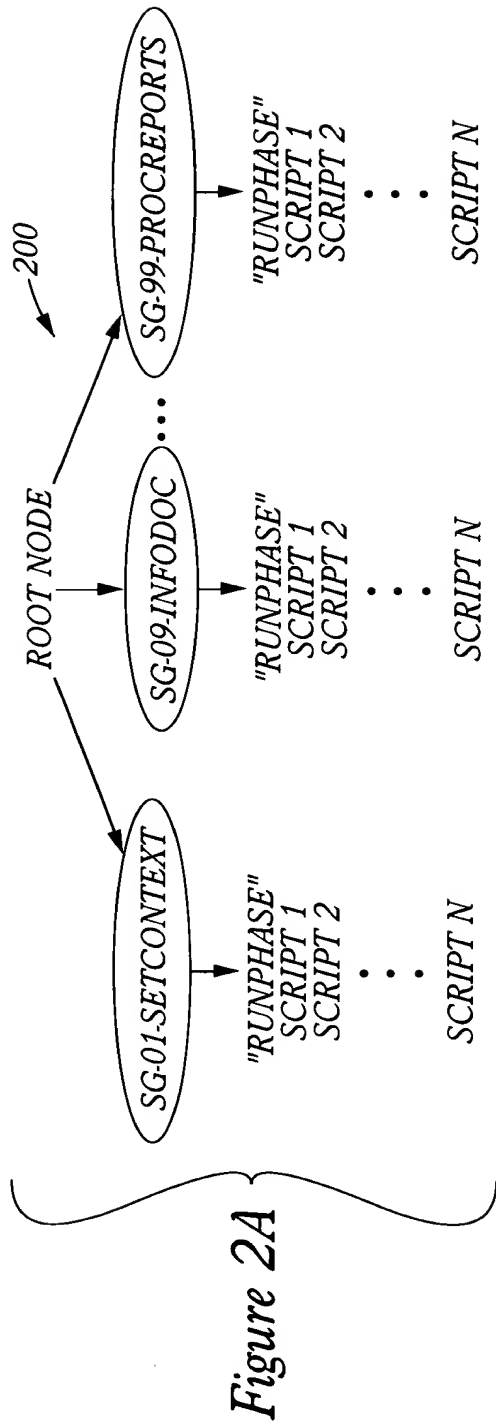 200
ROOT NODE
SG-01-SETCONTEXT
SG-09-INFODOC
SG-99-PROCREPORTS
"RUNPHASE"
SCRIPT 1
SCRIPT 2
SCRIPT N
"RUNPHASE"
SCRIPT 1
SCRIPT 2
SCRIPT N
"RUNPHASE"
SCRIPT 1
SCRIPT 2
SCRIPT N
Figure 2A